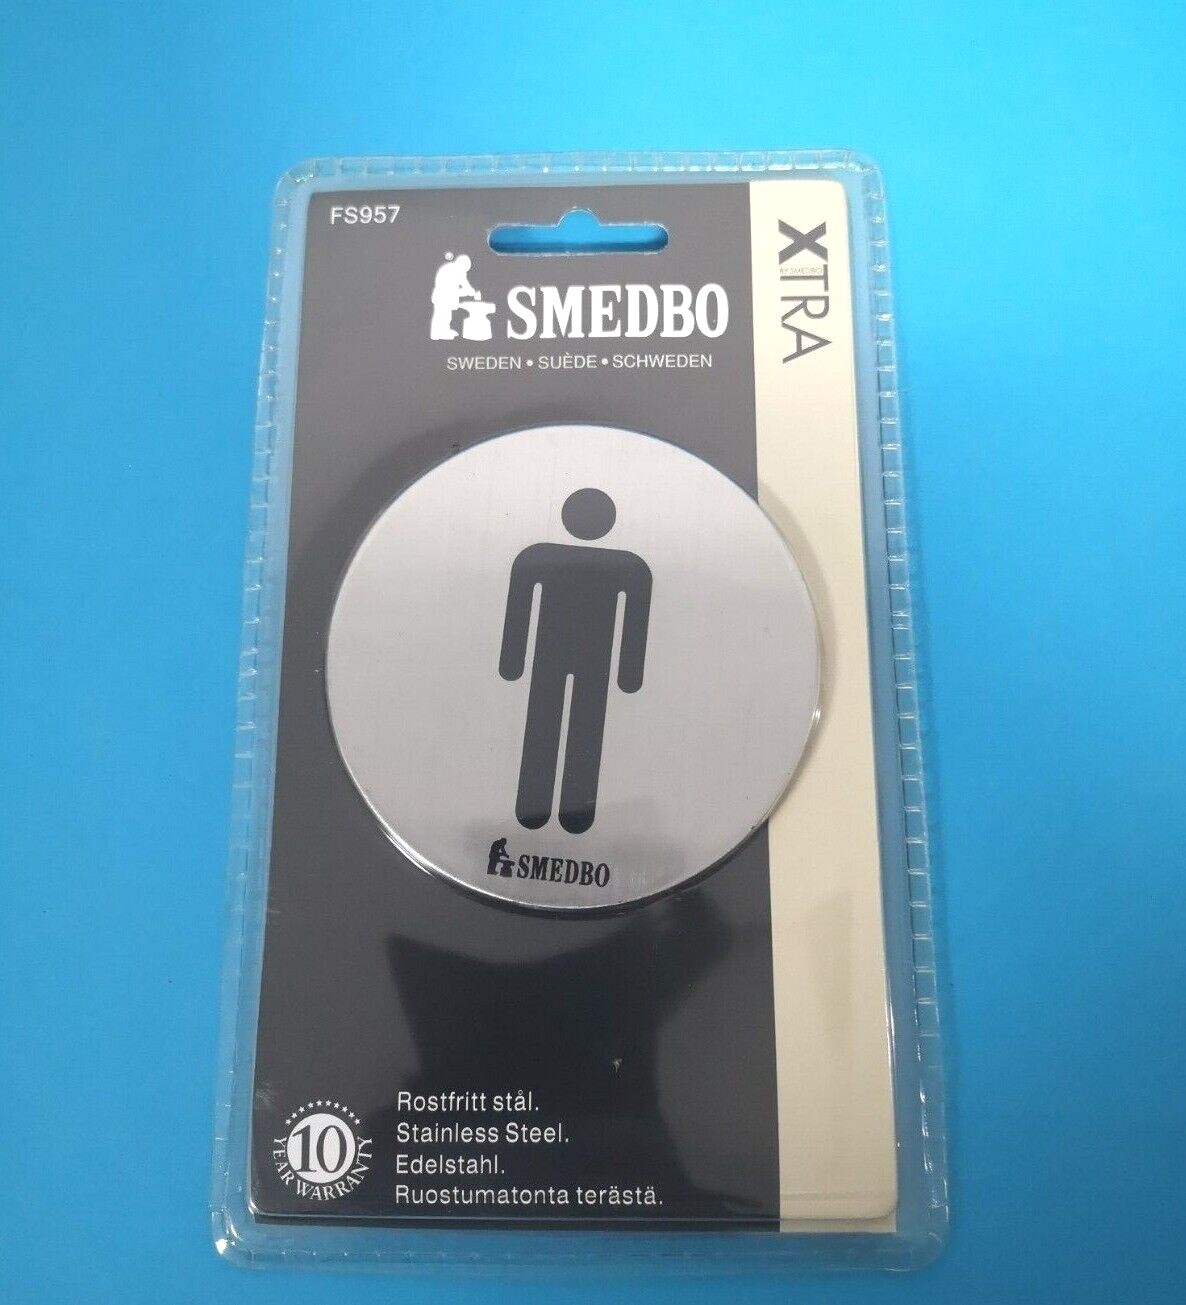 FS957
SMEDBO
SWEDEN • SUÈDE • SCHWEDEN
XTRA
BY SMEDBO
SMEDBO
10
YEAR WARRANTY
Rostfritt stål.
Stainless Steel.
Edelstahl.
Ruostumatonta terästä.